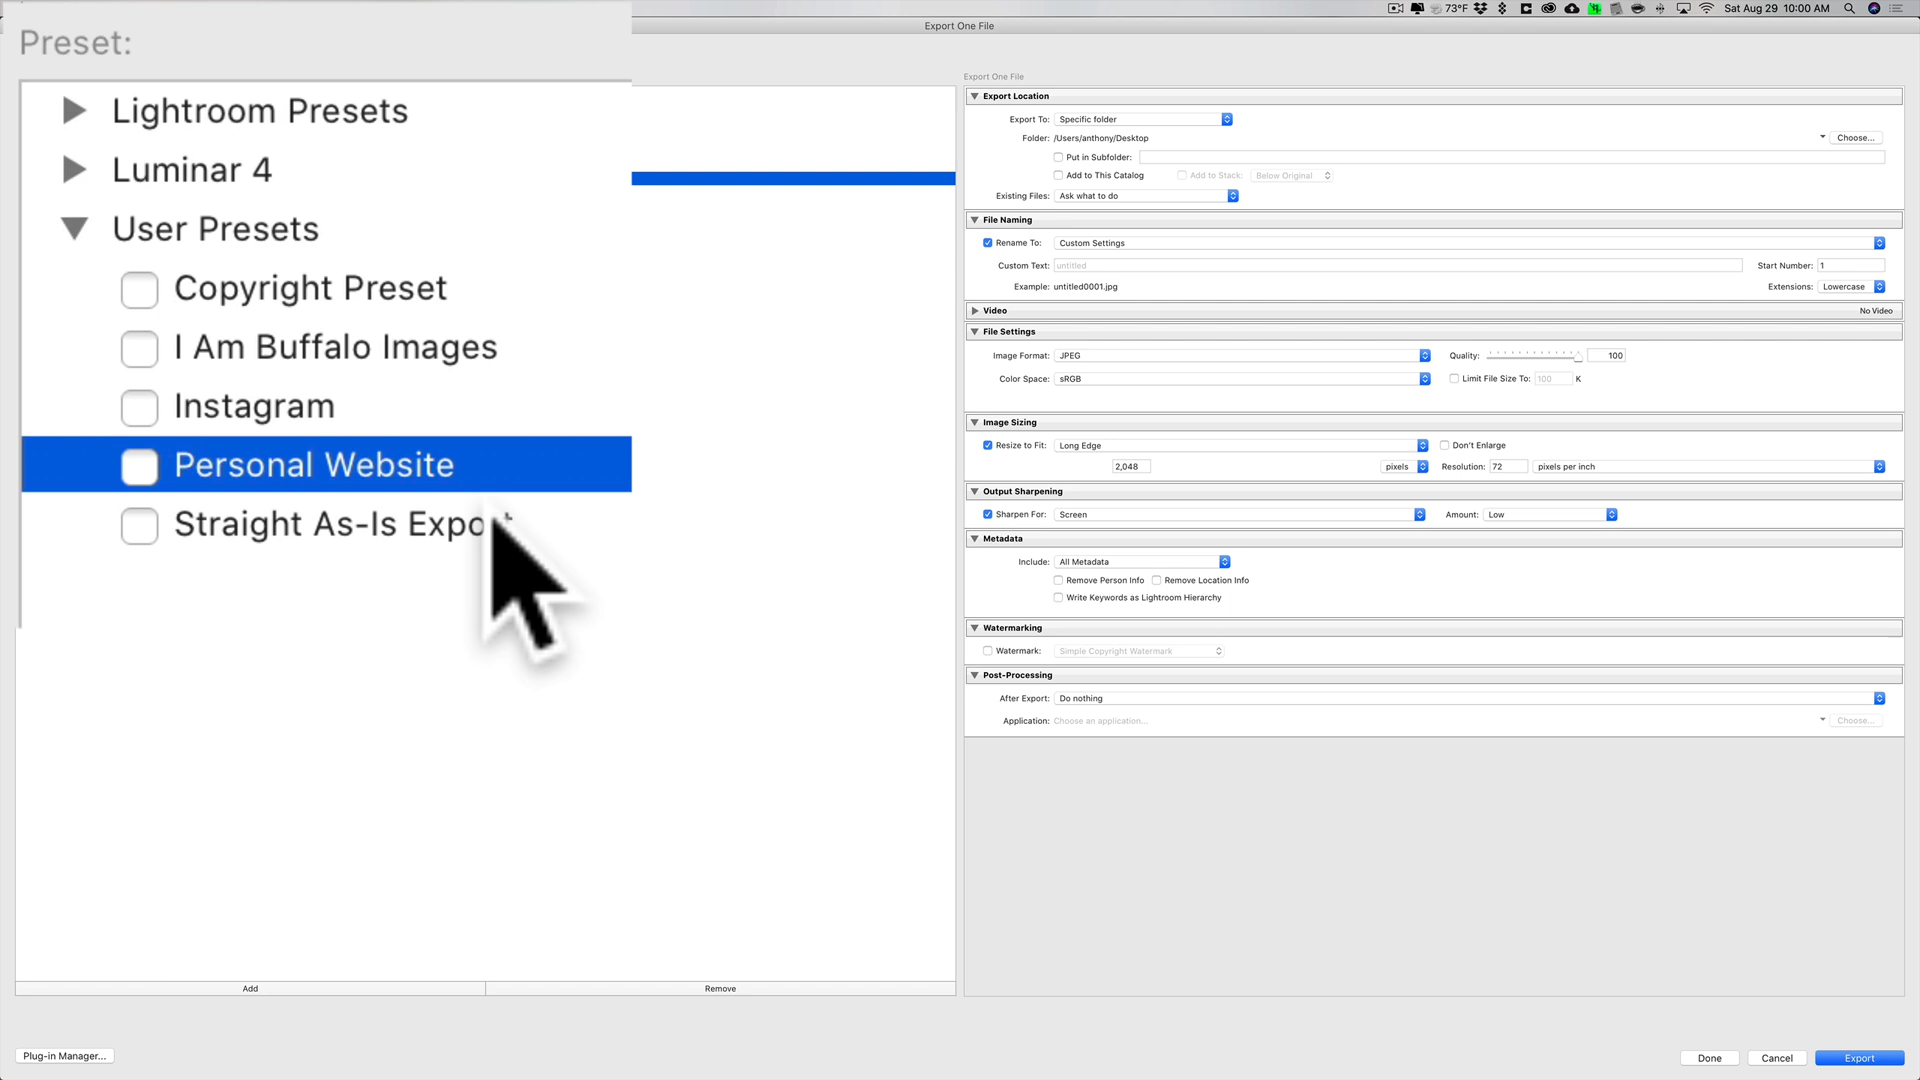 73°F
Sat Aug 29 10:00 AM
Export One File
Preset:
Lightroom Presets
Luminar 4
User Presets
Copyright Preset
I Am Buffalo Images
Instagram
Personal Website
Straight As-Is Export
Add
Remove
Plug-in Manager...
Export One File
Export Location
Export To: Specific folder
Folder: /Users/anthony/Desktop Choose...
Put in Subfolder:
Add to This Catalog Add to Stack: Below Original
Existing Files: Ask what to do
File Naming
Rename To: Custom Settings
Custom Text: untitled Start Number: 1
Example: untitled0001.jpg Extensions: Lowercase
Video No Video
File Settings
Image Format: JPEG Quality: 100
Color Space: sRGB Limit File Size To: 100 K
Image Sizing
Resize to Fit: Long Edge Don't Enlarge
2,048 pixels Resolution: 72 pixels per inch
Output Sharpening
Sharpen For: Screen Amount: Low
Metadata
Include: All Metadata
Remove Person Info Remove Location Info
Write Keywords as Lightroom Hierarchy
Watermarking
Watermark: Simple Copyright Watermark
Post-Processing
After Export: Do nothing
Application: Choose an application... Choose...
Done Cancel Export